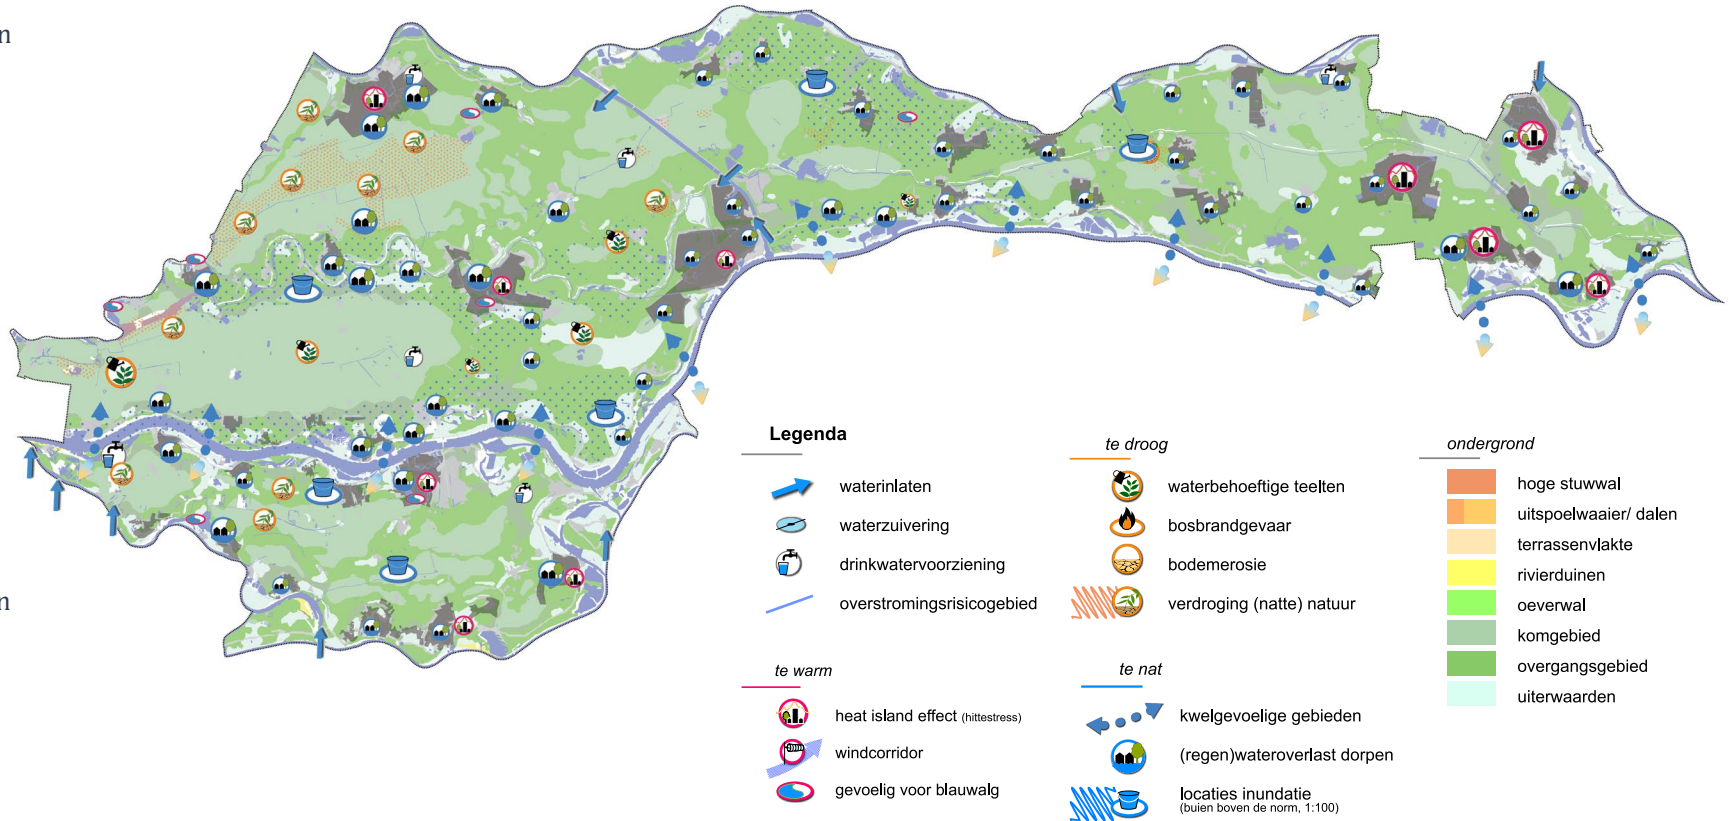 n
n
Legenda
waterinlaten
waterzuivering
drinkwatervoorziening
overstromingsrisicogebied
te warm
heat island effect (hittestress)
windcorridor
gevoelig voor blauwalg
te droog
waterbehoeftige teelten
bosbrandgevaar
bodemerosie
verdroging (natte) natuur
te nat
kwelgevoelige gebieden
(regen)wateroverlast dorpen
locaties inundatie
(buien boven de norm, 1:100)
ondergrond
hoge stuwwal
uitspoelwaaier/ dalen
terrassenvlakte
rivierduinen
oeverwal
komgebied
overgangsgebied
uiterwaarden